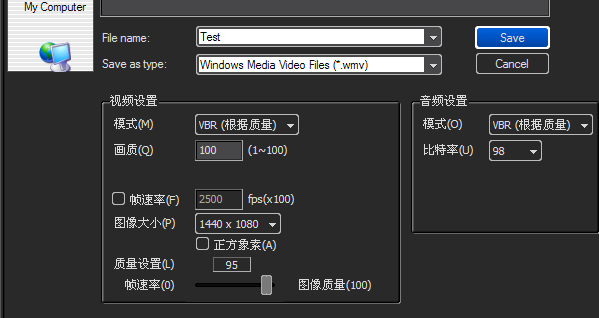 My Computer
File name:
Test
Save
Save as type:
Windows Media Video Files (*.wmv)
Cancel
视频设置
模式(M)
VBR (根据质量)
画质(Q)
100
(1~100)
帧速率(F)
2500
fps(x100)
图像大小(P)
1440 x 1080
正方象素(A)
质量设置(L)
95
帧速率(0)
图像质量(100)
音频设置
模式(O)
VBR (根据质量)
比特率(U)
98